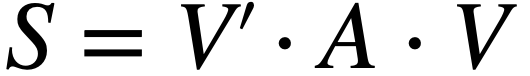 S = V′ · A · V